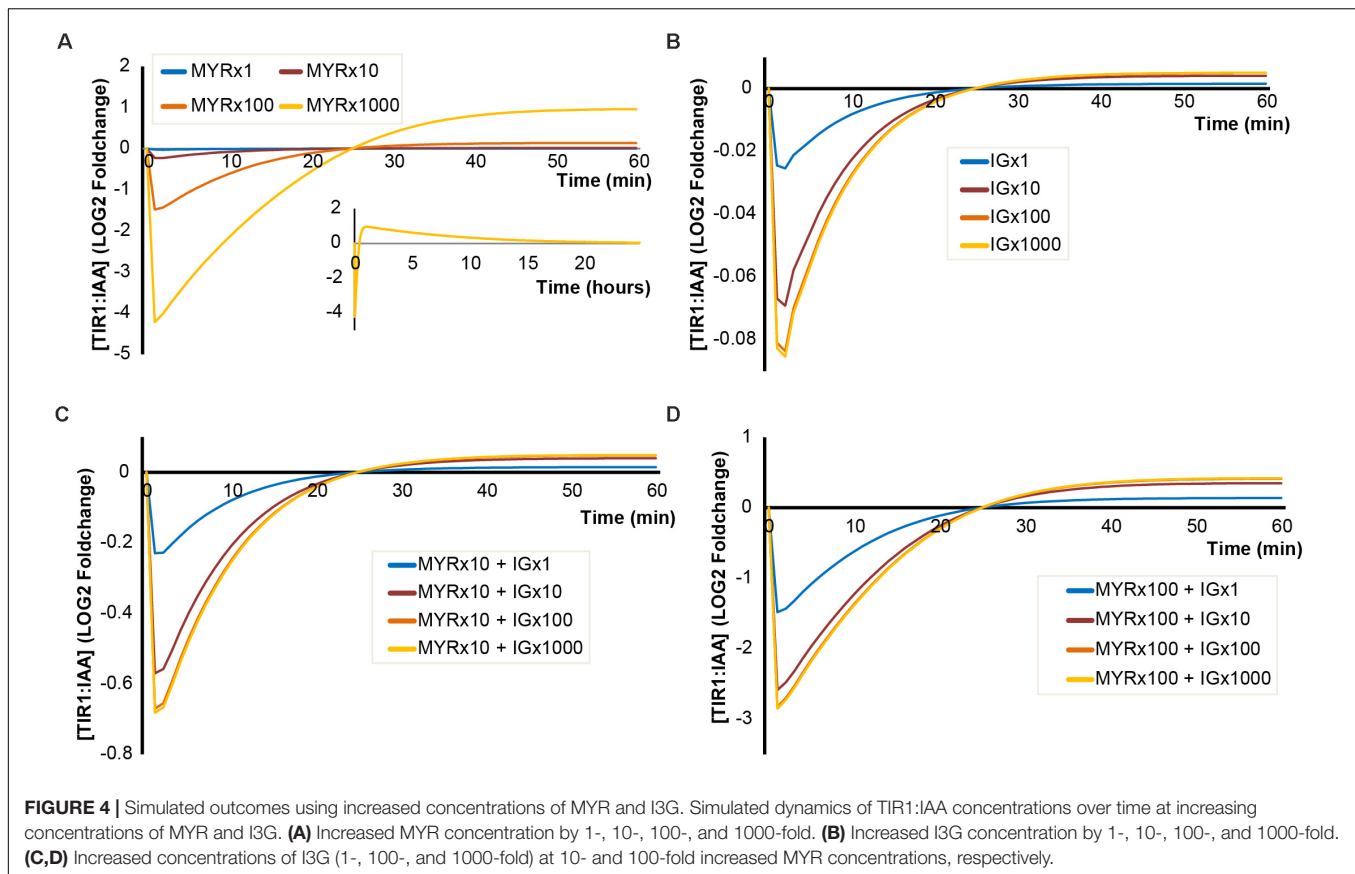 A
[TIR1:IAA] (LOG2 Foldchange)
MYRx1
MYRx10
MYRx100
MYRx1000
2
1
0
-1
-2
-3
-4
-5
0 10 20 30 40 50 60
Time (min)
2
0
-2
-4
0 5 10 15 20
Time (hours)
B
[TIR1:IAA] (LOG2 Foldchange)
0
-0.02
-0.04
-0.06
-0.08
0 10 20 30 40 50 60
Time (min)
IGx1
IGx10
IGx100
IGx1000
C
[TIR1:IAA] (LOG2 Foldchange)
0
-0.2
-0.4
-0.6
-0.8
0 10 20 30 40 50 60
Time (min)
MYRx10 + IGx1
MYRx10 + IGx10
MYRx10 + IGx100
MYRx10 + IGx1000
D
[TIR1:IAA] (LOG2 Foldchange)
1
0
-1
-2
-3
0 10 20 30 40 50 60
Time (min)
MYRx100 + IGx1
MYRx100 + IGx10
MYRx100 + IGx100
MYRx100 + IGx1000
FIGURE 4 | Simulated outcomes using increased concentrations of MYR and I3G. Simulated dynamics of TIR1:IAA concentrations over time at increasing
concentrations of MYR and I3G. (A) Increased MYR concentration by 1-, 10-, 100-, and 1000-fold. (B) Increased I3G concentration by 1-, 10-, 100-, and 1000-fold.
(C,D) Increased concentrations of I3G (1-, 100-, and 1000-fold) at 10- and 100-fold increased MYR concentrations, respectively.